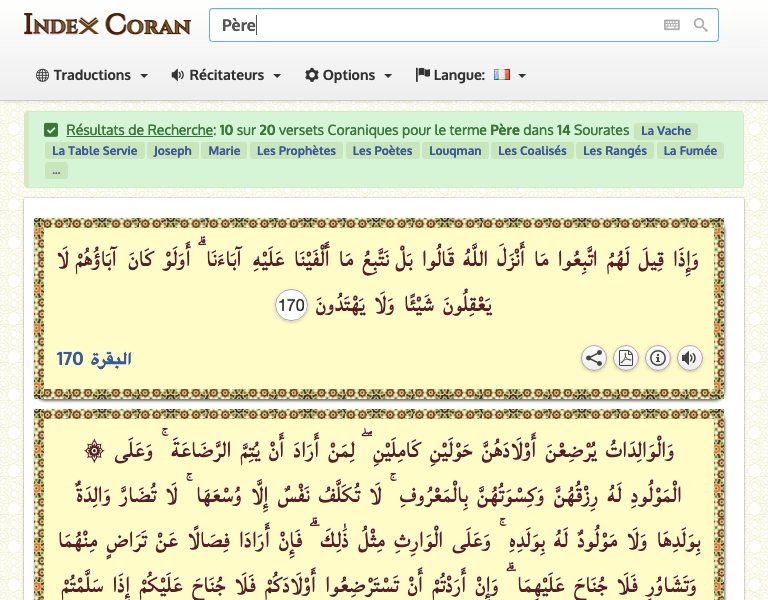 INDEX CORAN
Père
Traductions Récitateurs Options Langue:
Résultats de Recherche: 10 sur 20 versets Coraniques pour le terme Père dans 14 Sourates La Vache
La Table Servie Joseph Marie Les Prophètes Les Poètes Louqman Les Coalisés Les Rangés La Fumée
...
وَإِذَا قِيلَ لَهُمُ اتَّبِعُوا مَا أَنْزَلَ اللَّهُ قَالُوا بَلْ نَتَّبِعُ مَا أَلْفَيْنَا عَلَيْهِ آبَاءَنَا ۗ أَوَلَوْ كَانَ آبَاؤُهُمْ لَا
يَعْقِلُونَ شَيْئًا وَلَا يَهْتَدُونَ 170
البقرة 170
وَالْوَالِدَاتُ يُرْضِعْنَ أَوْلَادَهُنَّ حَوْلَيْنِ كَامِلَيْنِ ۖ لِمَنْ أَرَادَ أَنْ يُتِمَّ الرَّضَاعَةَ ۚ وَعَلَى ۞
الْمَوْلُودِ لَهُ رِزْقُهُنَّ وَكِسْوَتُهُنَّ بِالْمَعْرُوفِ ۚ لَا تُكَلَّفُ نَفْسٌ إِلَّا وُسْعَهَا ۚ لَا تُضَارَّ وَالِدَةٌ
بِوَلَدِهَا وَلَا مَوْلُودٌ لَهُ بِوَلَدِهِ ۚ وَعَلَى الْوَارِثِ مِثْلُ ذَٰلِكَ ۗ فَإِنْ أَرَادَا فِصَالًا عَنْ تَرَاضٍ مِنْهُمَا
وَتَشَاوُرٍ فَلَا جُنَاحَ عَلَيْهِمَا ۗ وَإِنْ أَرَدْتُمْ أَنْ تَسْتَرْضِعُوا أَوْلَادَكُمْ فَلَا جُنَاحَ عَلَيْكُمْ إِذَا سَلَّمْتُمْ